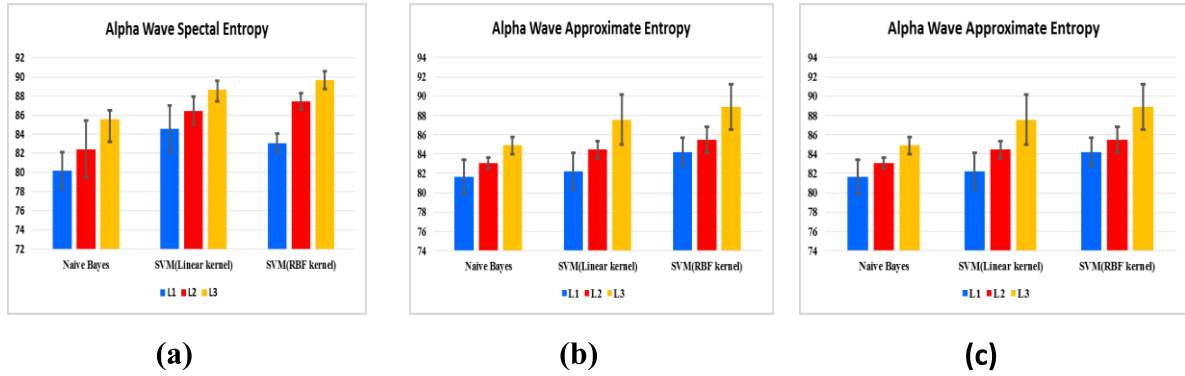 Alpha Wave Spectal Entropy
92
90
88
86
84
82
80
78
76
74
72
Naive Bayes SVM(Linear kernel) SVM(RBF kernel)
L1 L2 L3
(a)
Alpha Wave Approximate Entropy
94
92
90
88
86
84
82
80
78
76
74
Naive Bayes SVM(Linear kernel) SVM(RBF kernel)
L1 L2 L3
(b)
Alpha Wave Approximate Entropy
94
92
90
88
86
84
82
80
78
76
74
Naive Bayes SVM(Linear kernel) SVM(RBF kernel)
L1 L2 L3
(c)